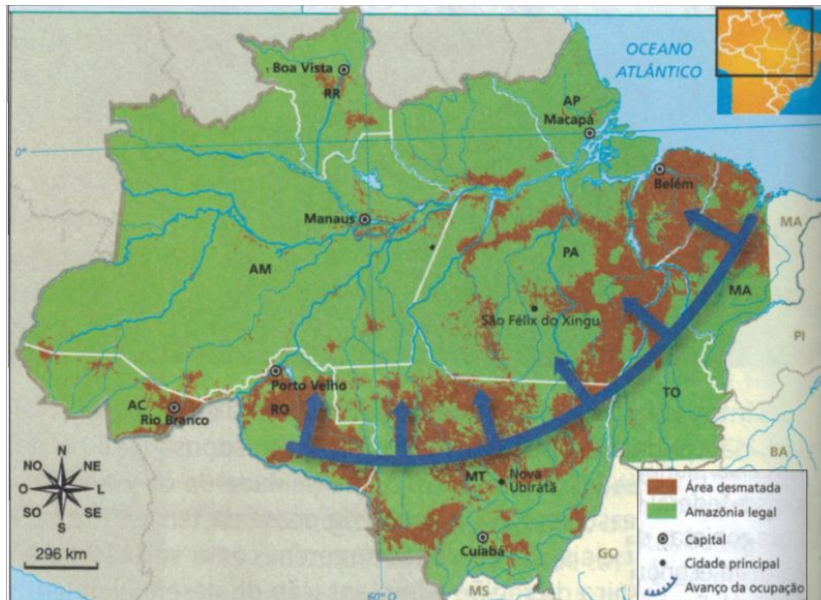 OCEANO
ATLÂNTICO
Boa Vista
RR
AP
Macapá
0°
Belém
Manaus
MA
AM
PA
MA
São Félix do Xingu
PI
Porto Velho
TO
AC
RO
Rio Branco
BA
N
NO NE
O L
SO SE
S
MT
Nova
Ubiratã
296 km
Cuiabá
GO
MS
60° O
Área desmatada
Amazônia legal
Capital
Cidade principal
Avanço da ocupação